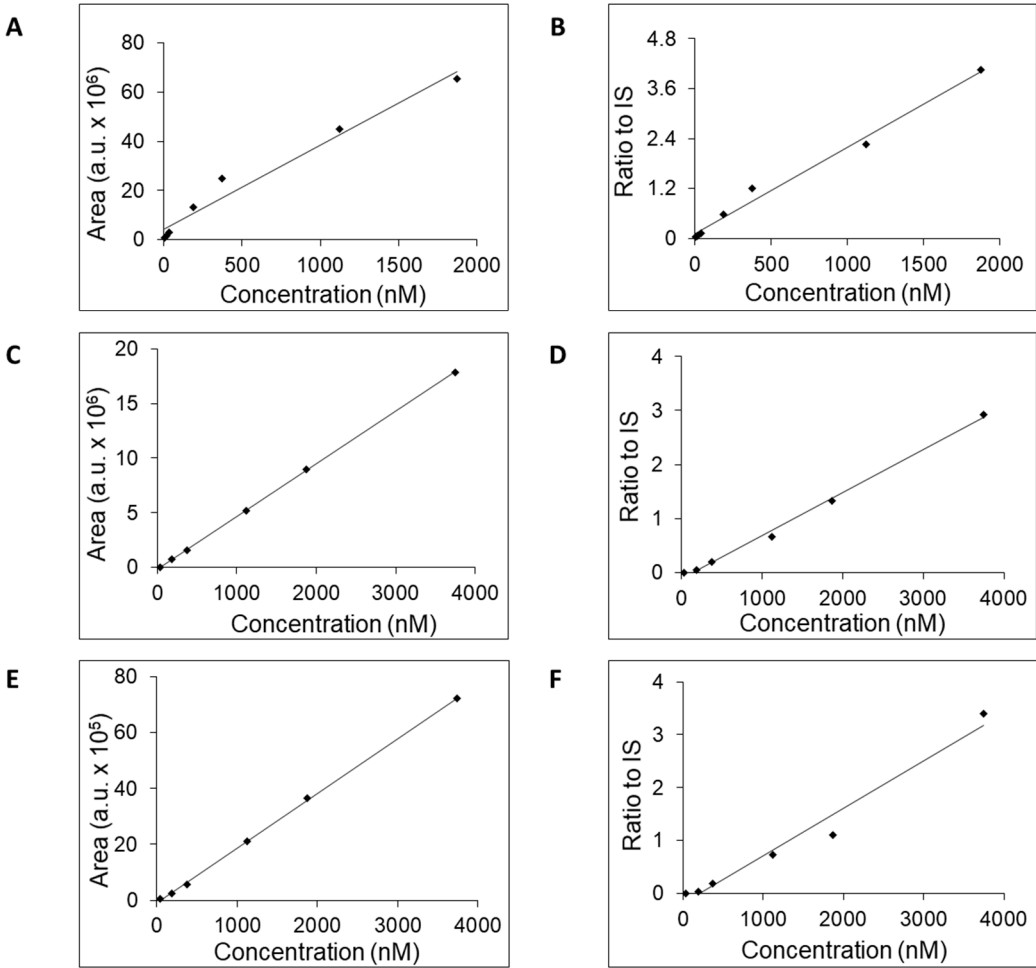 A
Area (a.u. x 10⁶)
80
60
40
20
0
0 500 1000 1500 2000
Concentration (nM)
B
Ratio to IS
4.8
3.6
2.4
1.2
0
0 500 1000 1500 2000
Concentration (nM)
C
Area (a.u. x 10⁶)
20
15
10
5
0
0 1000 2000 3000 4000
Concentration (nM)
D
Ratio to IS
4
3
2
1
0
0 1000 2000 3000 4000
Concentration (nM)
E
Area (a.u. x 10⁵)
80
60
40
20
0
0 1000 2000 3000 4000
Concentration (nM)
F
Ratio to IS
4
3
2
1
0
0 1000 2000 3000 4000
Concentration (nM)